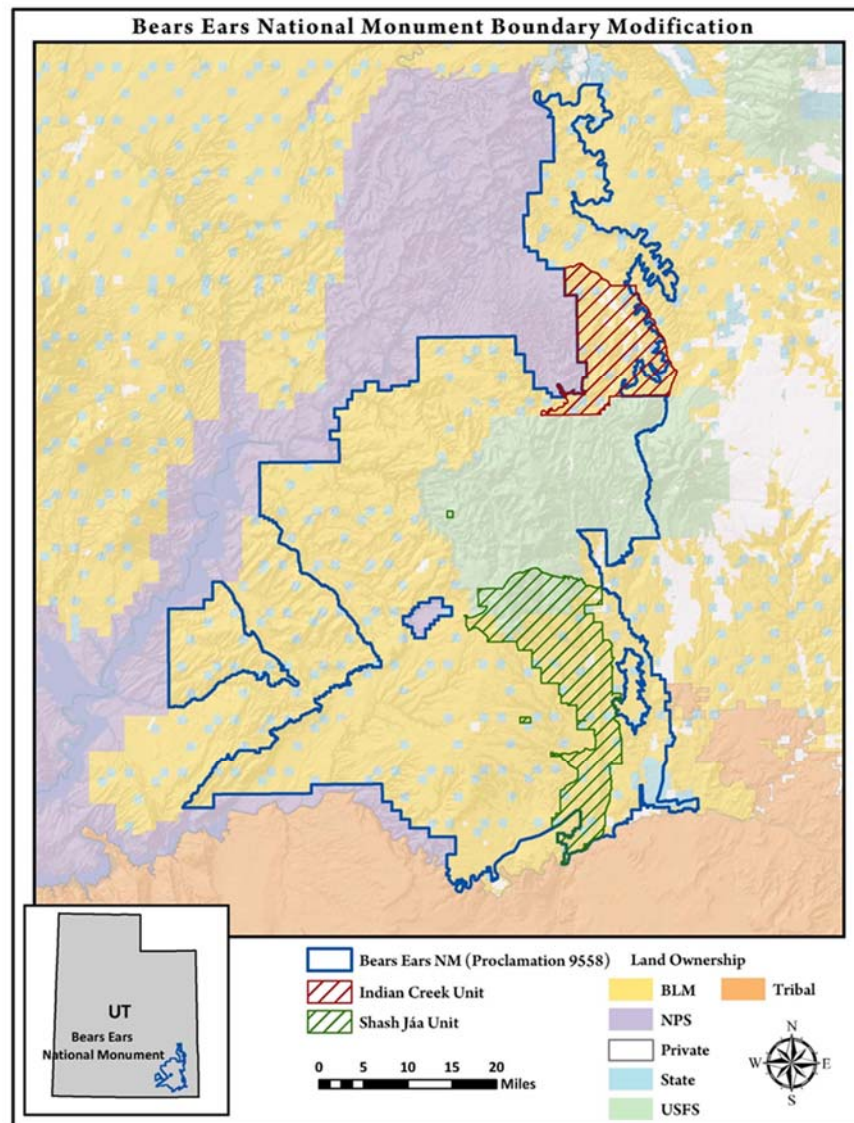 Bears Ears National Monument Boundary Modification
UT
Bears Ears
National Monument
Bears Ears NM (Proclamation 9558)
Indian Creek Unit
Shash Jáa Unit
0 5 10 15 20
Miles
Land Ownership
BLM
NPS
Private
State
USFS
Tribal
N
W E
S